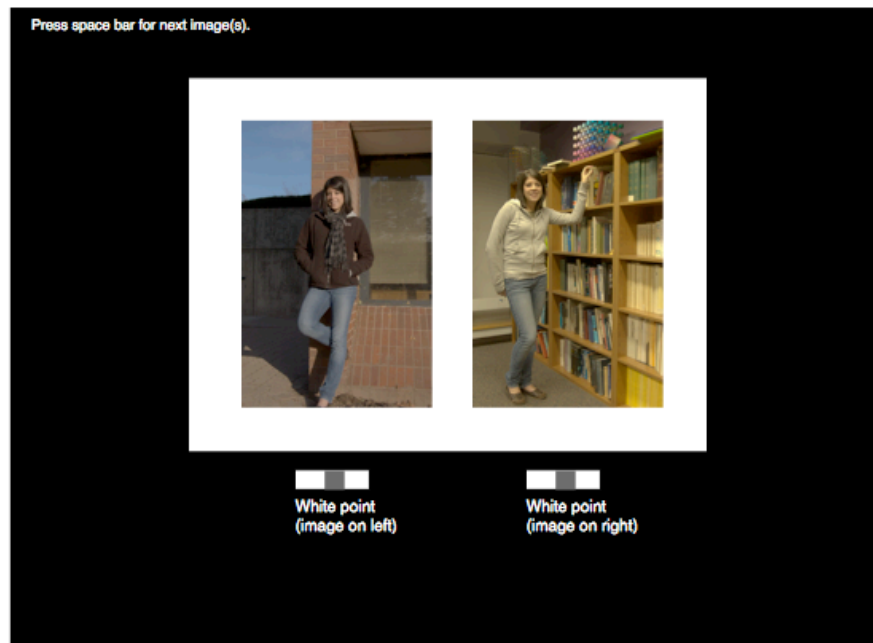 Press space bar for next image(s).
White point
(image on left)
White point
(image on right)